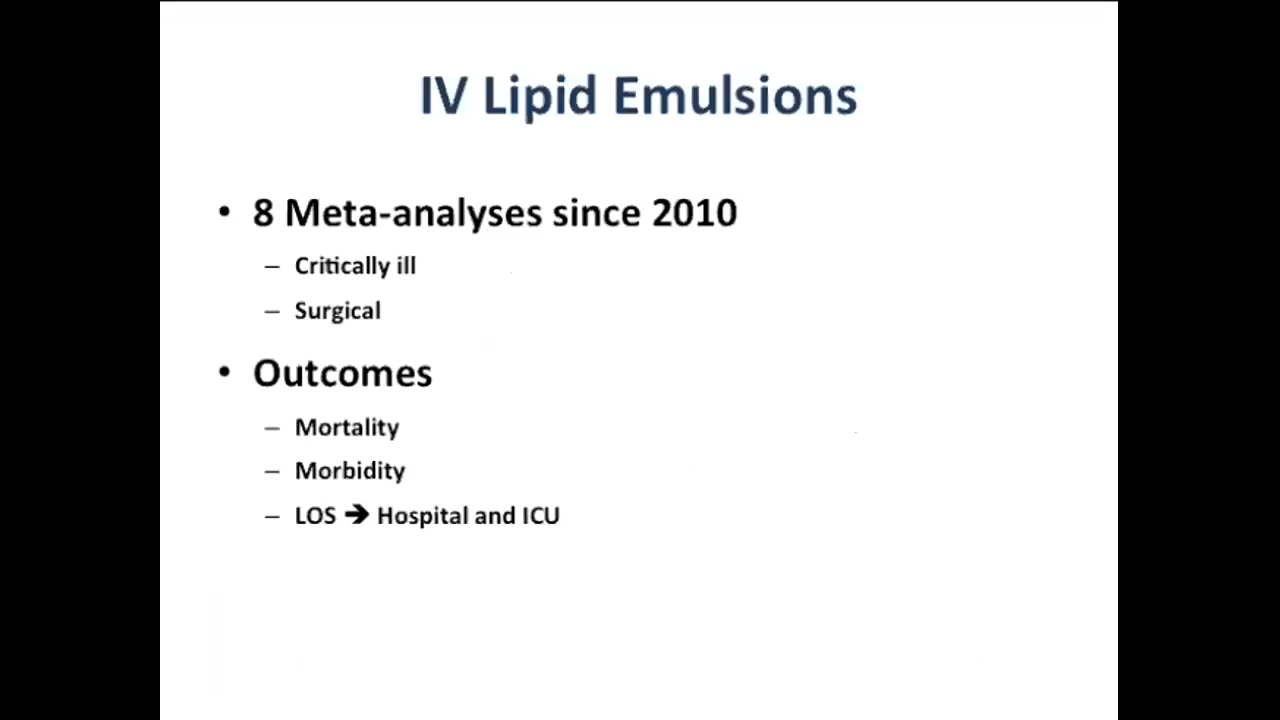 IV Lipid Emulsions
• 8 Meta-analyses since 2010
– Critically ill
– Surgical
• Outcomes
– Mortality
– Morbidity
– LOS ➔ Hospital and ICU